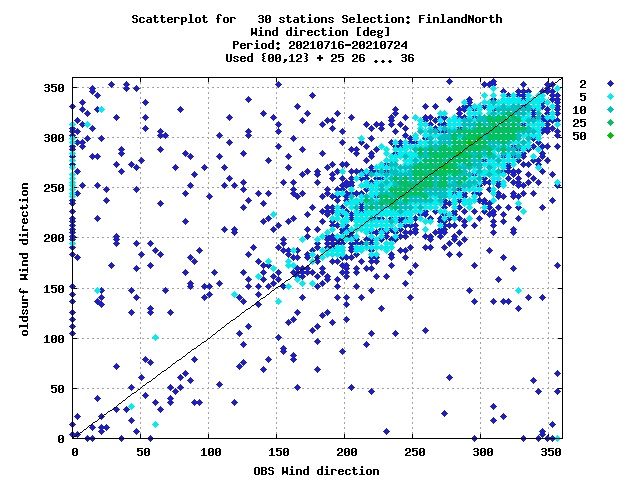 Scatterplot for 30 stations Selection: FinlandNorth
Wind direction [deg]
Period: 20210716-20210724
Used {00,12} + 25 26 ... 36
2
5
10
25
50
350
300
250
200
150
100
50
0
oldsurf Wind direction
0 50 100 150 200 250 300 350
OBS Wind direction